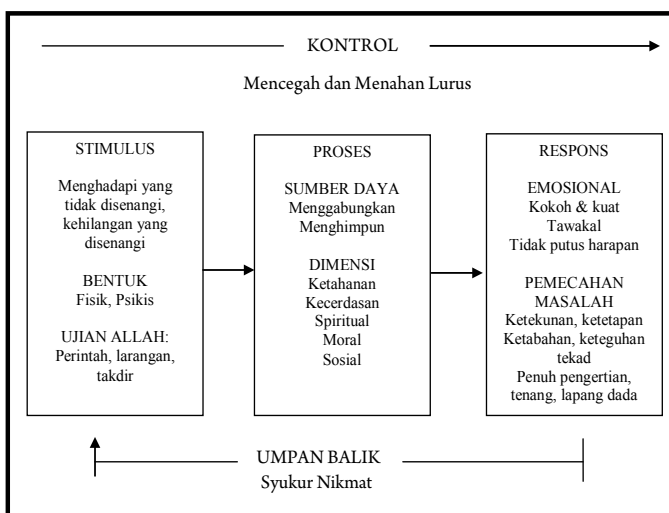 KONTROL
Mencegah dan Menahan Lurus
STIMULUS
Menghadapi yang
tidak disenangi,
kehilangan yang
disenangi
BENTUK
Fisik, Psikis
UJIAN ALLAH:
Perintah, larangan,
takdir
PROSES
SUMBER DAYA
Menggabungkan
Menghimpun
DIMENSI
Ketahanan
Kecerdasan
Spiritual
Moral
Sosial
RESPONS
EMOSIONAL
Kokoh & kuat
Tawakal
Tidak putus harapan
PEMECAHAN
MASALAH
Ketekunan, ketetapan
Ketabahan, keteguhan
tekad
Penuh pengertian,
tenang, lapang dada
UMPAN BALIK
Syukur Nikmat